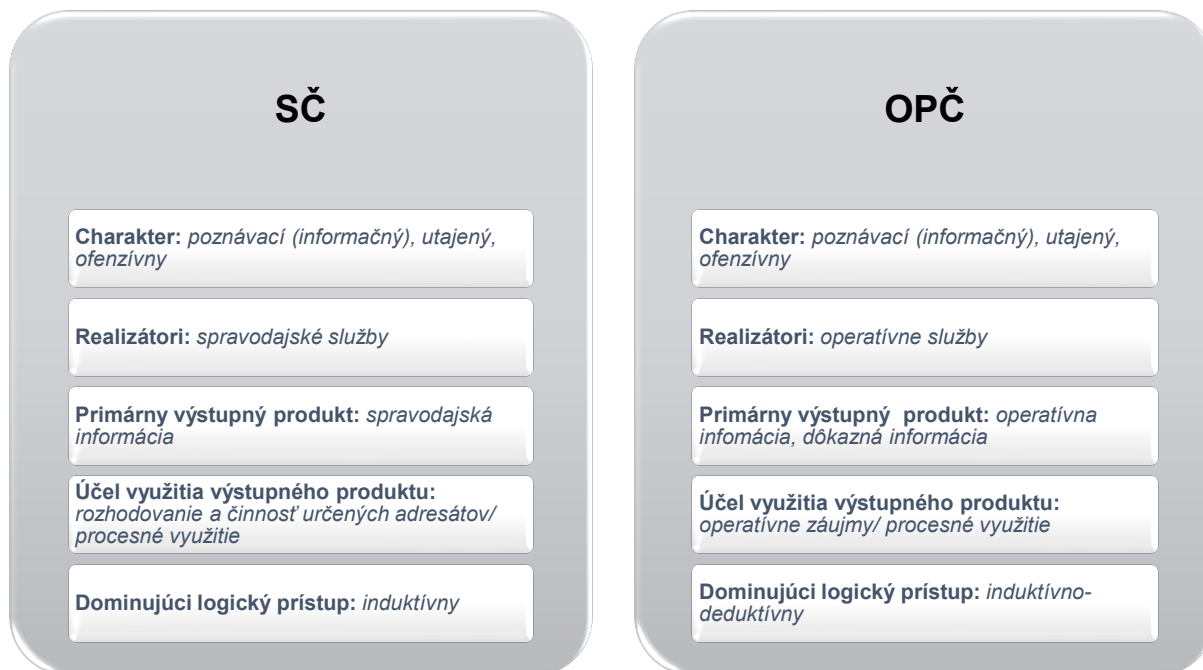 SČ
Charakter: poznávací (informačný), utajený,
ofenzívny
Realizátori: spravodajské služby
Primárny výstupný produkt: spravodajská
informácia
Účel využitia výstupného produktu:
rozhodovanie a činnosť určených adresátov/
procesné využitie
Dominujúci logický prístup: induktívny
OPČ
Charakter: poznávací (informačný), utajený,
ofenzívny
Realizátori: operatívne služby
Primárny výstupný  produkt: operatívna
infomácia, dôkazná informácia
Účel využitia výstupného produktu:
operatívne záujmy/ procesné využitie
Dominujúci logický prístup: induktívno-
deduktívny